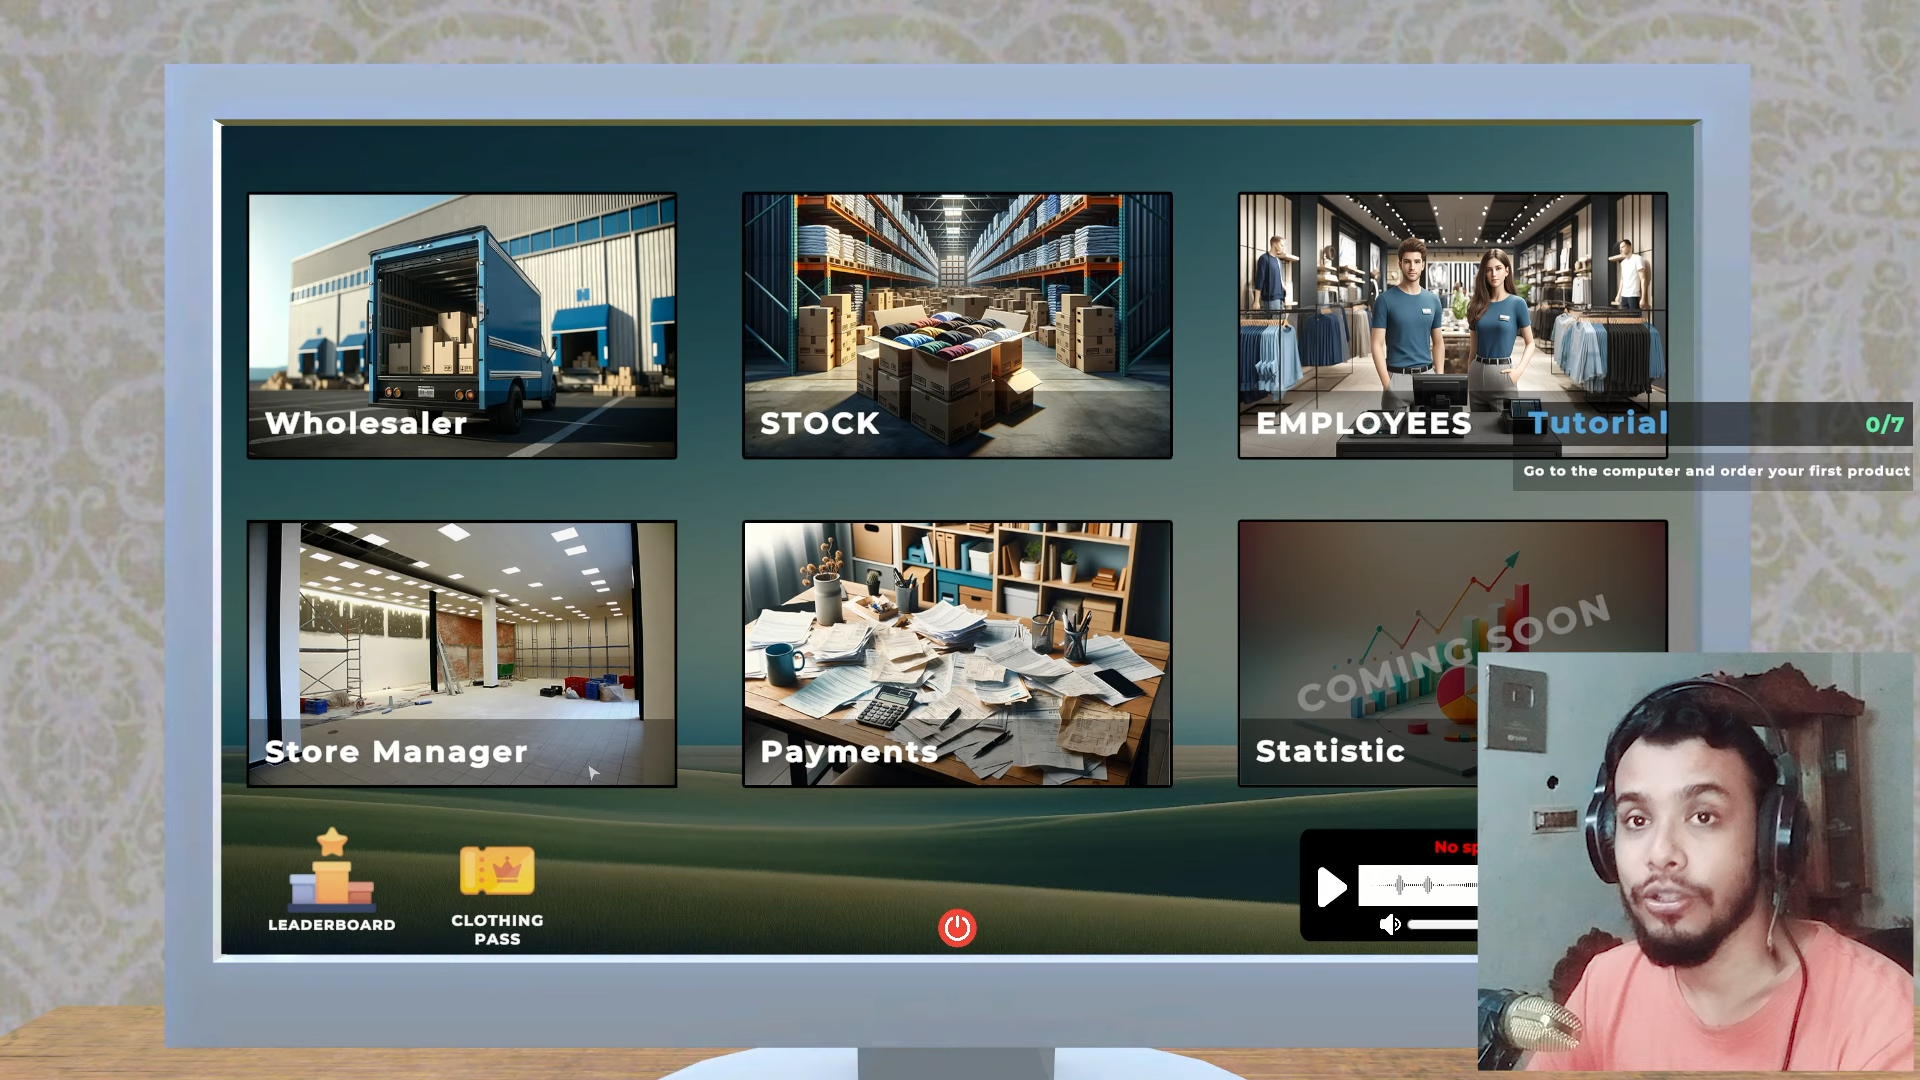 Wholesaler
STOCK
EMPLOYEES
Tutorial
0/7
Go to the computer and order your first product
Store Manager
Payments
COMING SOON
Statistic
LEADERBOARD
CLOTHING
PASS
No